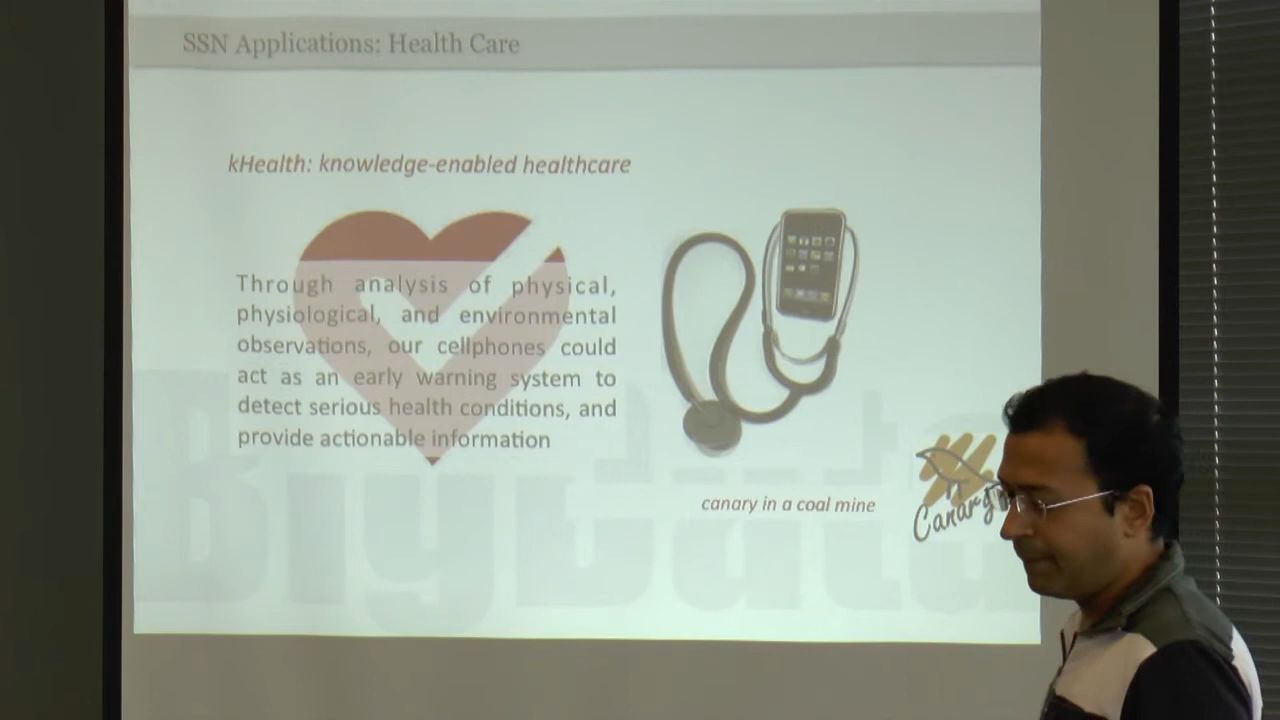 SSN Applications: Health Care
kHealth: knowledge-enabled healthcare
Through analysis of physical,
physiological, and environmental
observations, our cellphones could
act as an early warning system to
detect serious health conditions, and
provide actionable information
canary in a coal mine
Canary
BigData